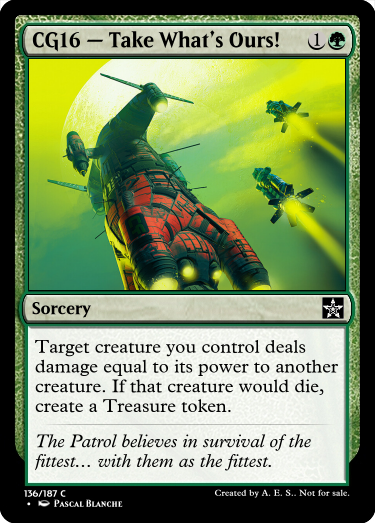 CG16 — Take What's Ours! 1
Sorcery
Target creature you control deals
damage equal to its power to another
creature. If that creature would die,
create a Treasure token.
The Patrol believes in survival of the
fittest… with them as the fittest.
136/187 C
• Pascal Blanche
Created by A. E. S.. Not for sale.